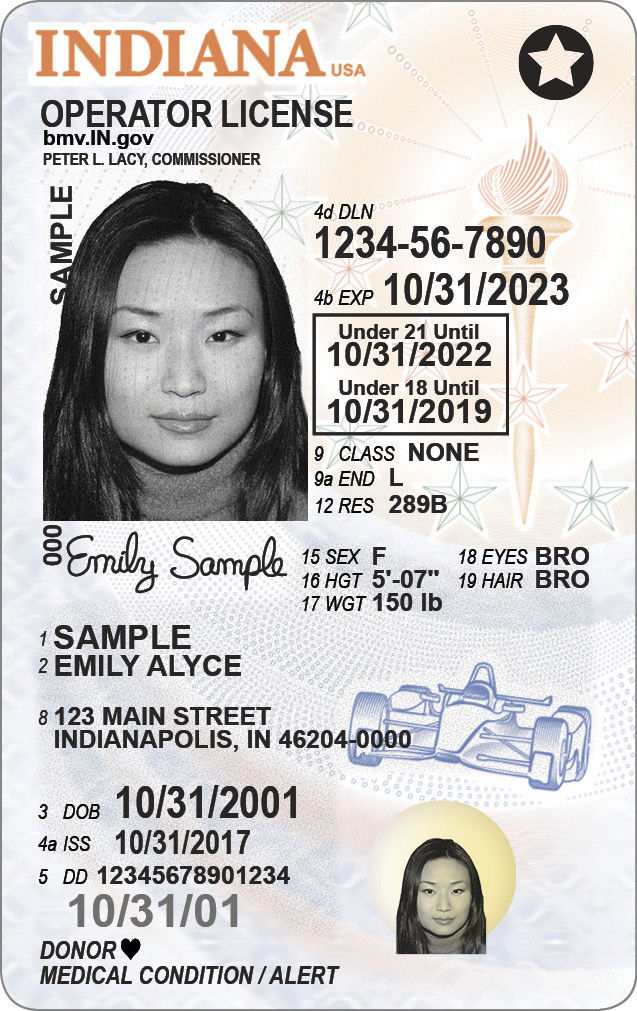 INDIANA USA
OPERATOR LICENSE
bmv.IN.gov
PETER L. LACY, COMMISSIONER
SAMPLE
4d DLN
1234-56-7890
4b EXP 10/31/2023
Under 21 Until
10/31/2022
Under 18 Until
10/31/2019
9 CLASS NONE
9a END L
12 RES 289B
000
Emily Sample
15 SEX F 18 EYES BRO
16 HGT 5'-07" 19 HAIR BRO
17 WGT 150 lb
1 SAMPLE
2 EMILY ALYCE
8 123 MAIN STREET
INDIANAPOLIS, IN 46204-0000
3 DOB 10/31/2001
4a ISS 10/31/2017
5 DD 12345678901234
10/31/01
DONOR
MEDICAL CONDITION / ALERT